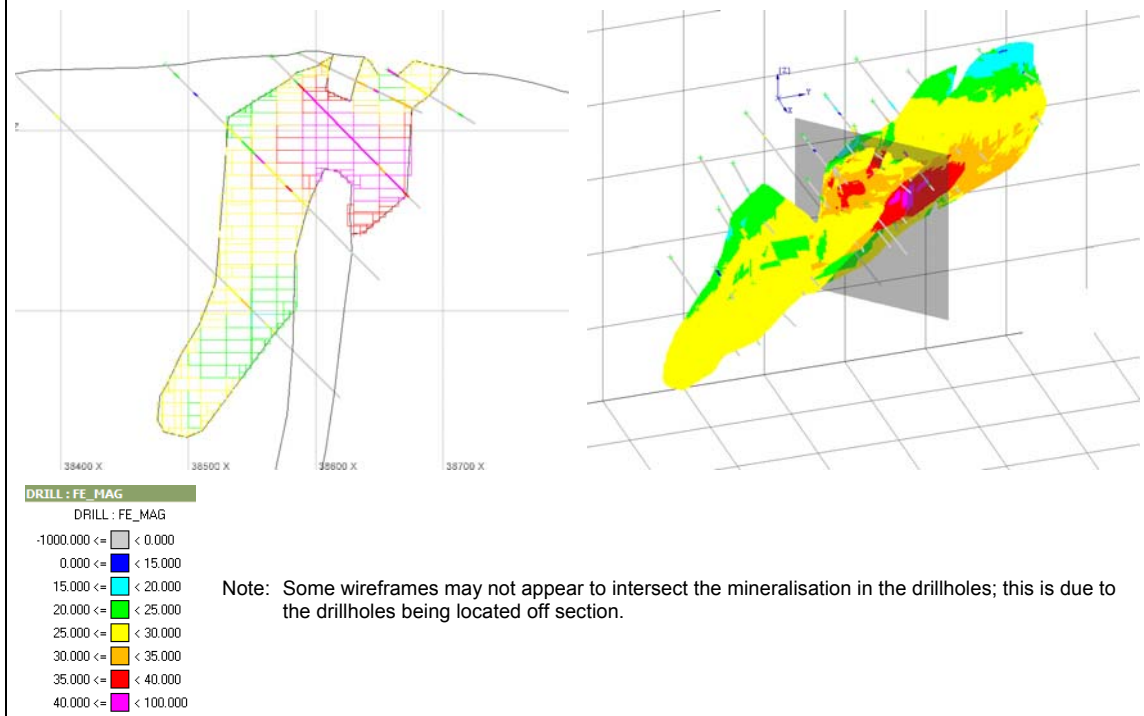 [Z]
Y
X
Z
38400 X
38500 X
38600 X
38700 X
DRILL : FE_MAG
DRILL : FE_MAG
-1000.000 <= < 0.000
0.000 <= < 15.000
15.000 <= < 20.000
20.000 <= < 25.000
25.000 <= < 30.000
30.000 <= < 35.000
35.000 <= < 40.000
40.000 <= < 100.000
Note: Some wireframes may not appear to intersect the mineralisation in the drillholes; this is due to
the drillholes being located off section.